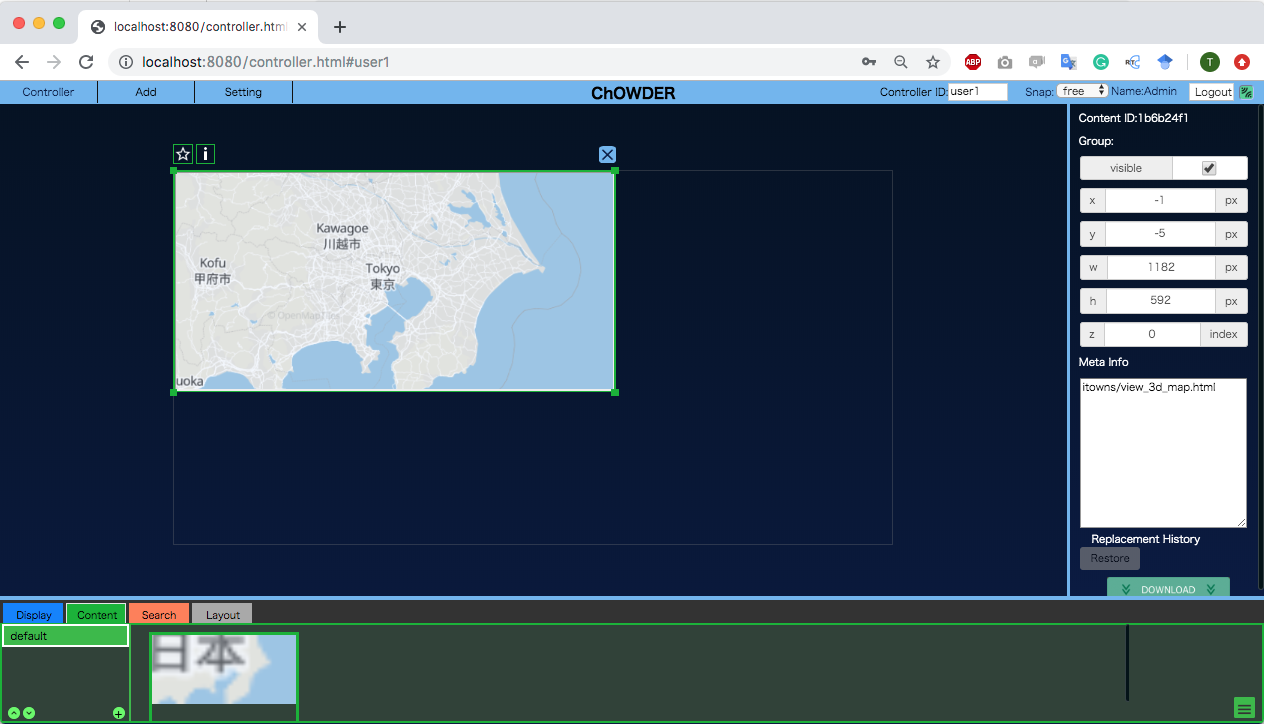 localhost:8080/controller.htm
localhost:8080/controller.html#user1
ABP
T
Controller
Add
Setting
ChOWDER
Controller ID:
user1
Snap:
free
Name:Admin
Logout
Content ID:1b6b24f1
Group:
visible
x
-1
px
y
-5
px
w
1182
px
h
592
px
z
0
index
Meta Info
itowns/view_3d_map.html
Replacement History
Restore
DOWNLOAD
i
Kawagoe
川越市
Kofu
甲府市
Tokyo
東京
© OpenMapTiles
uoka
Display
Content
Search
Layout
default
日本